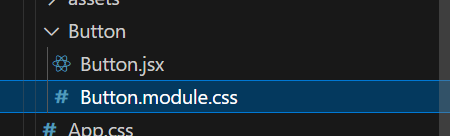 assets
Button
Button.jsx
# Button.module.css
# App.css